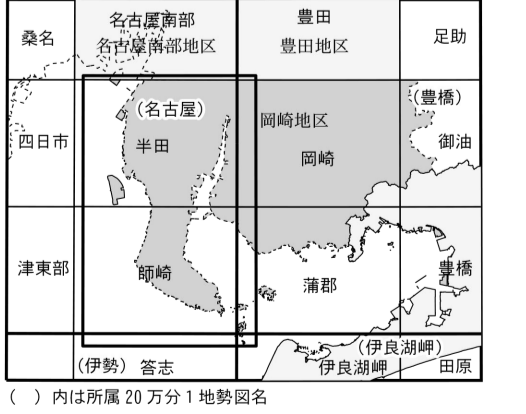 名古屋南部
豊田
桑名
名古屋南部地区
豊田地区
足助
(名古屋)
(豊橋)
岡崎地区
四日市
半田
岡崎
御油
津東部
師崎
蒲郡
豊橋
(伊良湖岬)
(伊勢) 答志
伊良湖岬
田原
( )内は所属20万分1地勢図名